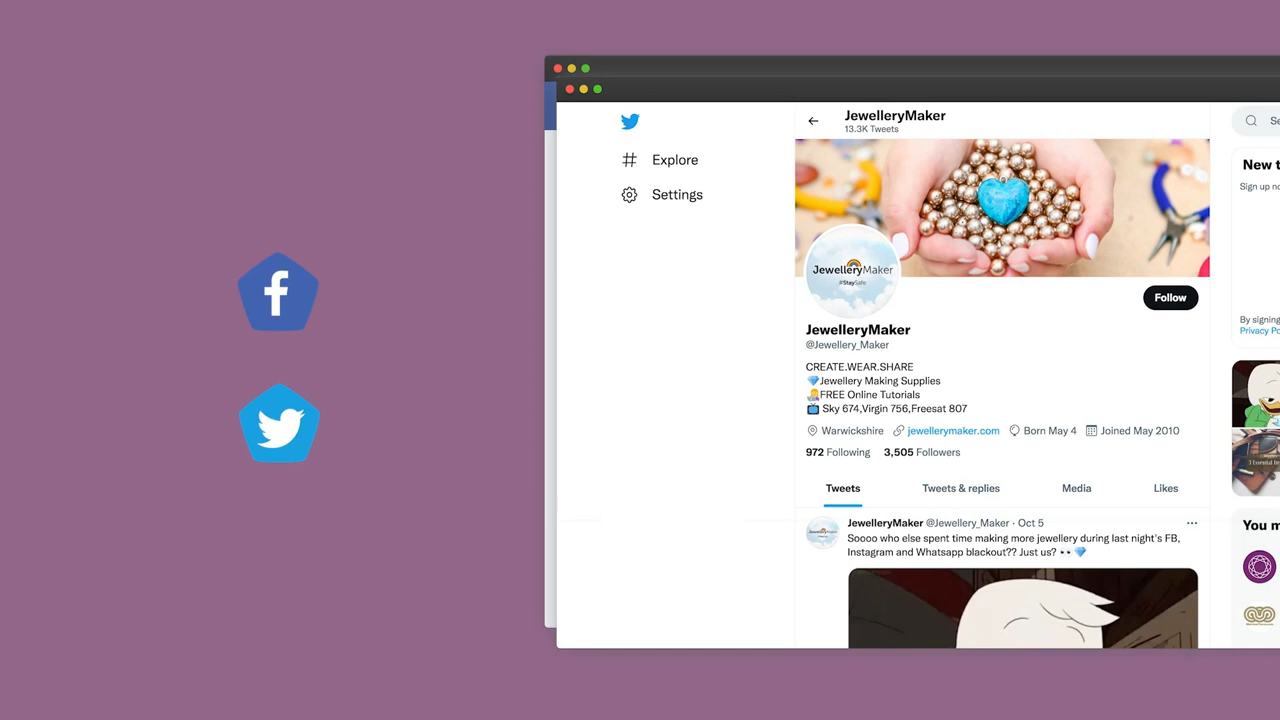 JewelleryMaker
13.3K Tweets
Explore
Settings
Se
New t
Sign up no
JewelleryMaker
#StaySafe
Follow
By signing
Privacy Po
JewelleryMaker
@Jewellery_Maker
CREATE.WEAR.SHARE
💎Jewellery Making Supplies
FREE Online Tutorials
📺 Sky 674,Virgin 756,Freesat 807
Warwickshire jewellerymaker.com Born May 4 Joined May 2010
972 Following 3,505 Followers
Tweets Tweets & replies Media Likes
JewelleryMaker @Jewellery_Maker · Oct 5
Soooo who else spent time making more jewellery during last night's FB,
Instagram and Whatsapp blackout?? Just us? 👀 💎
You m